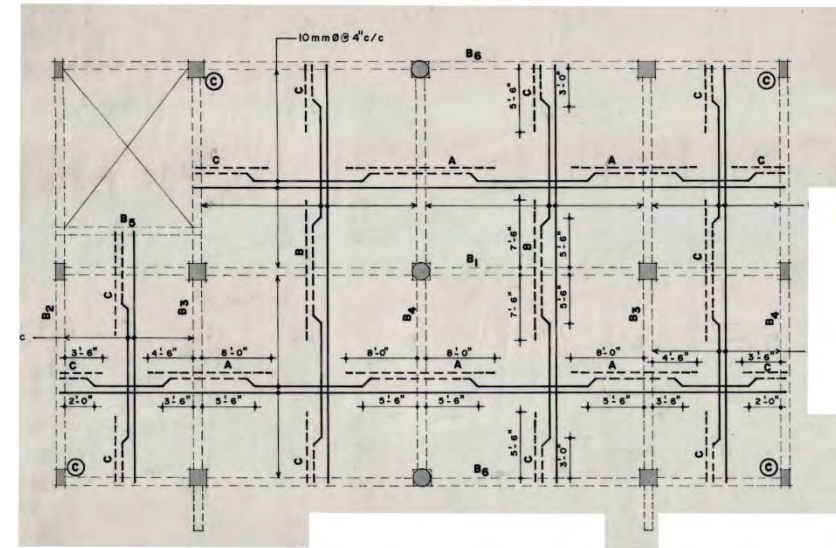 10mmØ@ 4"c/c
B6
C
C
C
5'-6"
C
3'-0"
C
C
A
A
C
B5
C
B
7'-6"
B
5'-6"
B1
B2
B3
B4
7'-6"
5'-6"
B3
C
B4
c
3'-6" 4'-6" 8'-0" 8'-0" 8'-0" 8'-0" 4'-6" 3'-6"
C A A A C
2'-0" 3'-6" 5'-6" 5'-6" 5'-6" 5'-6" 3'-6" 2'-0"
C
C
C
5'-6"
C
3'-0"
C
C
B6